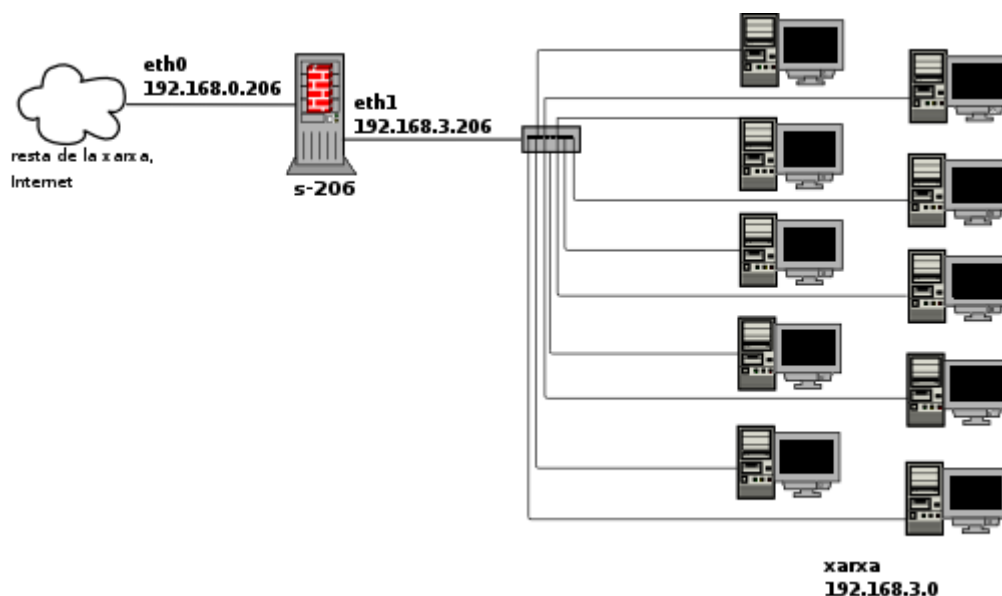 eth0
192.168.0.206
eth1
192.168.3.206
resta de la xarxa,
Internet
s-206
xarxa
192.168.3.0